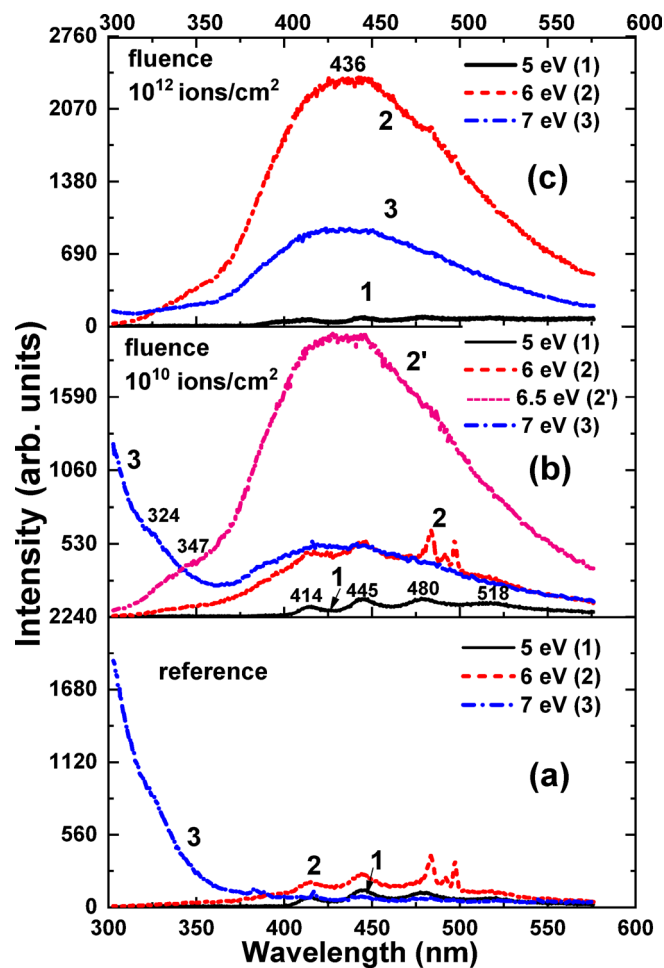 300 350 400 450 500 550 600
2760
2070
1380
690
0
fluence
10¹² ions/cm²
436
5 eV (1)
6 eV (2)
7 eV (3)
2
3
1
(c)
1590
1060
530
2240
fluence
10¹⁰ ions/cm²
5 eV (1)
6 eV (2)
6.5 eV (2')
7 eV (3)
2'
3
324
347
2
1
414 445 480 518
(b)
1680
1120
560
0
reference
5 eV (1)
6 eV (2)
7 eV (3)
3
2
1
(a)
300 350 400 450 500 550 600
Wavelength (nm)
Intensity (arb. units)